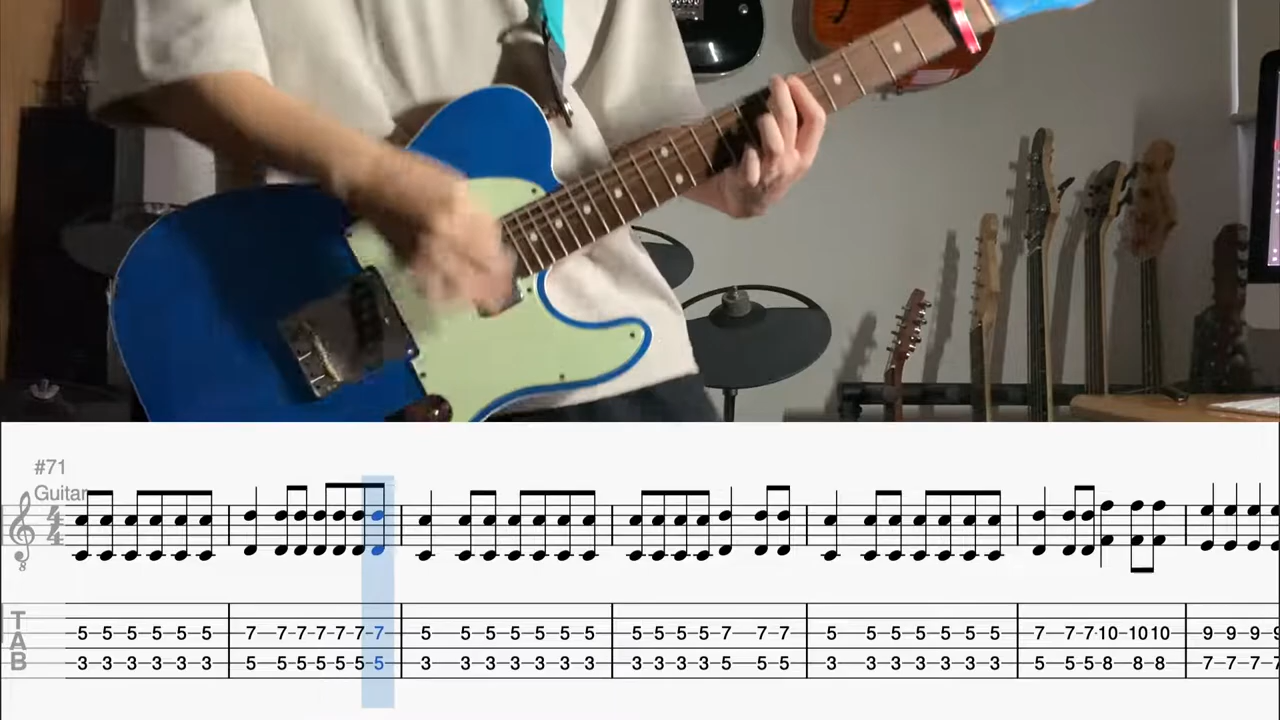 #71
Guitar
4
4
8
T
A
B
5 5 5 5 5 5 7 7 7 7 7 7 7 5 5 5 5 5 5 5 5 5 5 5 7 7 7 5 5 5 5 5 5 5 7 7 7 10 10 10 9 9 9
3 3 3 3 3 3 5 5 5 5 5 5 5 3 3 3 3 3 3 3 3 3 3 3 5 5 5 3 3 3 3 3 3 3 5 5 5 8 8 8 7 7 7